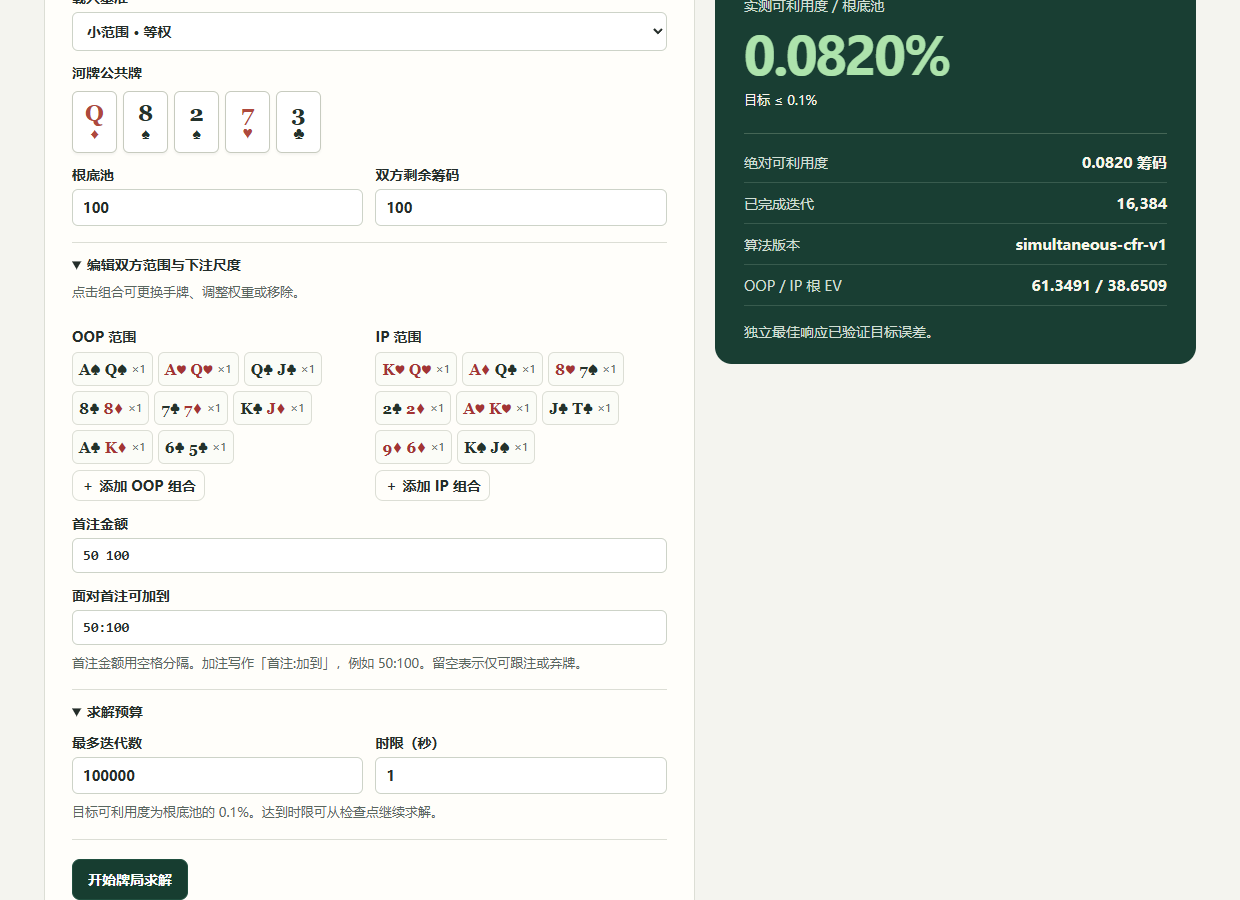 载入基准
小范围 • 等权
河牌公共牌
Q♦ 8♠ 2♠ 7♥ 3♣
根底池 双方剩余筹码
100 100
▼ 编辑双方范围与下注尺度
点击组合可更换手牌、调整权重或移除。
OOP 范围
A♠ Q♠ ×1 A♥ Q♥ ×1 Q♣ J♣ ×1
8♣ 8♦ ×1 7♣ 7♦ ×1 K♣ J♦ ×1
A♣ K♦ ×1 6♣ 5♣ ×1
+ 添加 OOP 组合
IP 范围
K♥ Q♥ ×1 A♦ Q♣ ×1 8♥ 7♠ ×1
2♣ 2♦ ×1 A♥ K♥ ×1 J♣ T♣ ×1
9♦ 6♦ ×1 K♠ J♠ ×1
+ 添加 IP 组合
首注金额
50 100
面对首注可加到
50:100
首注金额用空格分隔。加注写作「首注:加到」，例如 50:100。留空表示仅可跟注或弃牌。
▼ 求解预算
最多迭代数 时限（秒）
100000 1
目标可利用度为根底池的 0.1%。达到时限可从检查点继续求解。
开始牌局求解
实测可利用度 / 根底池
0.0820%
目标 ≤ 0.1%
绝对可利用度 0.0820 筹码
已完成迭代 16,384
算法版本 simultaneous-cfr-v1
OOP / IP 根 EV 61.3491 / 38.6509
独立最佳响应已验证目标误差。